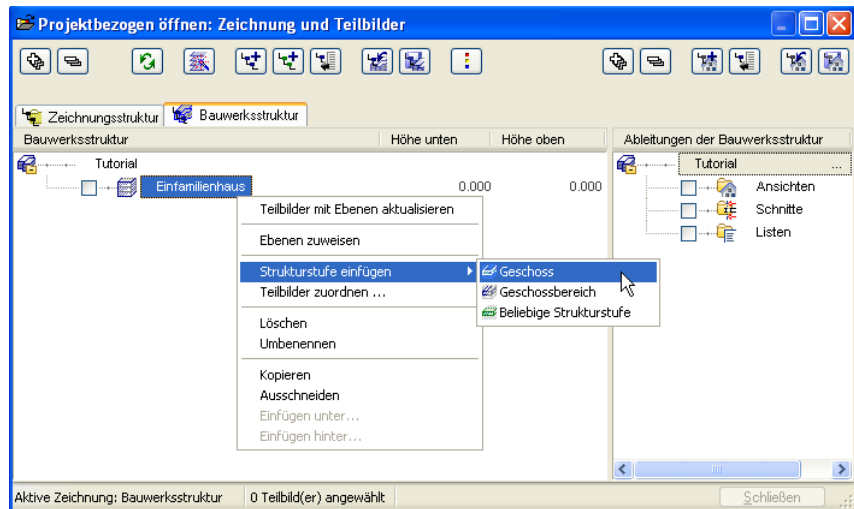 Projektbezogen öffnen: Zeichnung und Teilbilder
Zeichnungsstruktur Bauwerksstruktur
Bauwerksstruktur Höhe unten Höhe oben Ableitungen der Bauwerksstruktur
Tutorial Tutorial ...
Einfamilienhaus 0.000 0.000 Ansichten
Schnitte
Listen
Teilbilder mit Ebenen aktualisieren
Ebenen zuweisen
Strukturstufe einfügen Geschoss
Teilbilder zuordnen ... Geschossbereich
Beliebige Strukturstufe
Löschen
Umbenennen
Kopieren
Ausschneiden
Einfügen unter...
Einfügen hinter...
Aktive Zeichnung: Bauwerksstruktur 0 Teilbild(er) angewählt Schließen